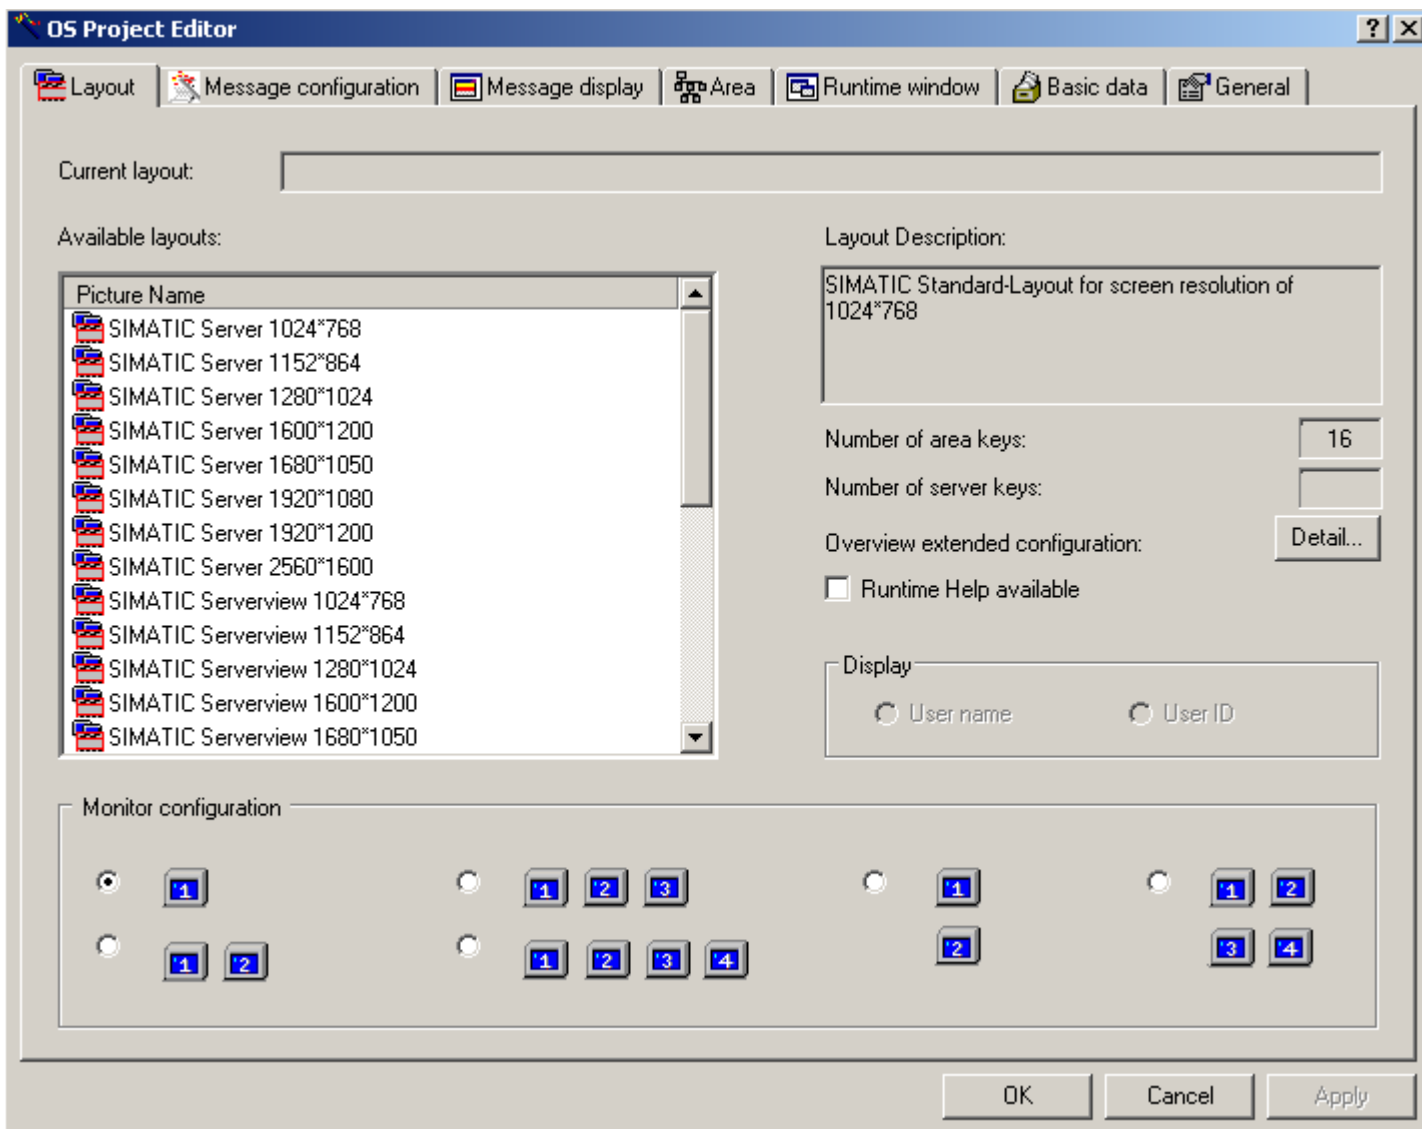 OS Project Editor
Layout
Message configuration
Message display
Area
Runtime window
Basic data
General
Current layout:
Available layouts:
Layout Description:
Picture Name
SIMATIC Server 1024*768
SIMATIC Server 1152*864
SIMATIC Server 1280*1024
SIMATIC Server 1600*1200
SIMATIC Server 1680*1050
SIMATIC Server 1920*1080
SIMATIC Server 1920*1200
SIMATIC Server 2560*1600
SIMATIC Serverview 1024*768
SIMATIC Serverview 1152*864
SIMATIC Serverview 1280*1024
SIMATIC Serverview 1600*1200
SIMATIC Serverview 1680*1050
SIMATIC Standard-Layout for screen resolution of
1024*768
Number of area keys: 16
Number of server keys:
Overview extended configuration: Detail...
Runtime Help available
Display
User name User ID
Monitor configuration
1 1 2 3 1 1 2
2 3 4
1 2 1 2 3 4
OK Cancel Apply